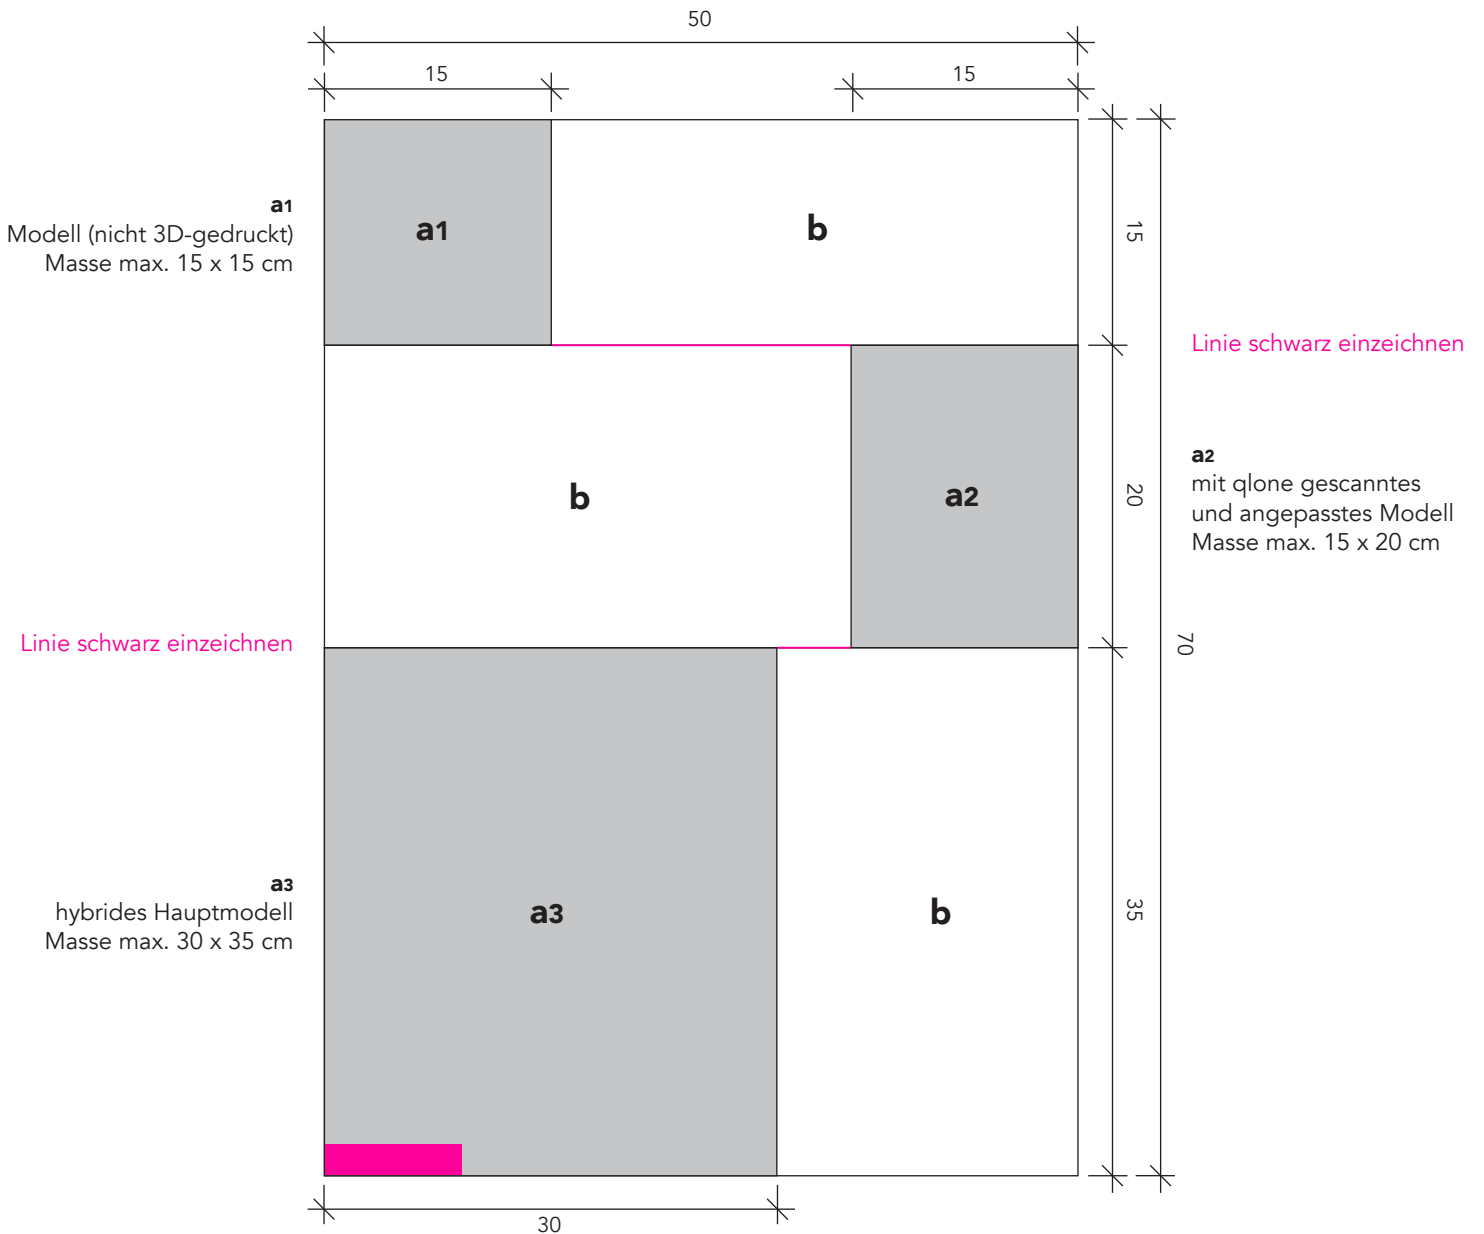 50
15
15
a1
Modell (nicht 3D-gedruckt)
Masse max. 15 x 15 cm
a1
b
15
Linie schwarz einzeichnen
b
a2
20
a2
mit qlone gescanntes
und angepasstes Modell
Masse max. 15 x 20 cm
Linie schwarz einzeichnen
70
a3
hybrides Hauptmodell
Masse max. 30 x 35 cm
a3
b
35
30